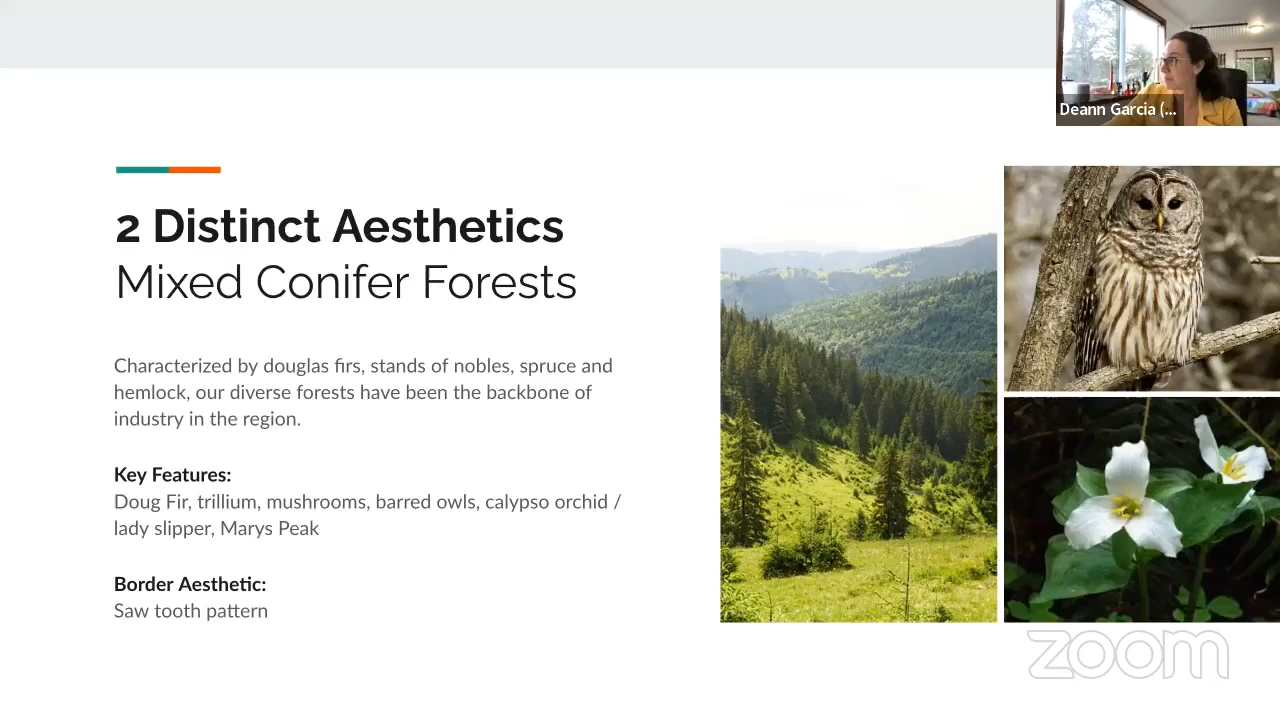 Deann Garcia (...
2 Distinct Aesthetics
Mixed Conifer Forests
Characterized by douglas firs, stands of nobles, spruce and
hemlock, our diverse forests have been the backbone of
industry in the region.
Key Features:
Doug Fir, trillium, mushrooms, barred owls, calypso orchid /
lady slipper, Marys Peak
Border Aesthetic:
Saw tooth pattern
zoom